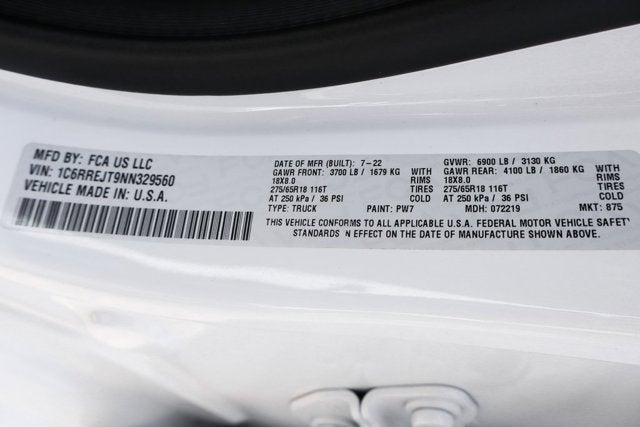 MFD BY: FCA US LLC
VIN: 1C6RREJT9NN329560
VEHICLE MADE IN U.S.A.
DATE OF MFR (BUILT): 7-22 GVWR: 6900 LB / 3130 KG
GAWR FRONT: 3700 LB / 1679 KG WITH GAWR REAR: 4100 LB / 1860 KG WITH
18X8.0 RIMS 18X8.0 RIMS
275/65R18 116T TIRES 275/65R18 116T TIRES
AT 250 kPa / 36 PSI COLD AT 250 kPa / 36 PSI COLD
TYPE: TRUCK PAINT: PW7 MDH: 072219 MKT: 875
THIS VEHICLE CONFORMS TO ALL APPLICABLE U.S.A. FEDERAL MOTOR VEHICLE SAFETY
STANDARDS N EFFECT ON THE DATE OF MANUFACTURE SHOWN ABOVE.